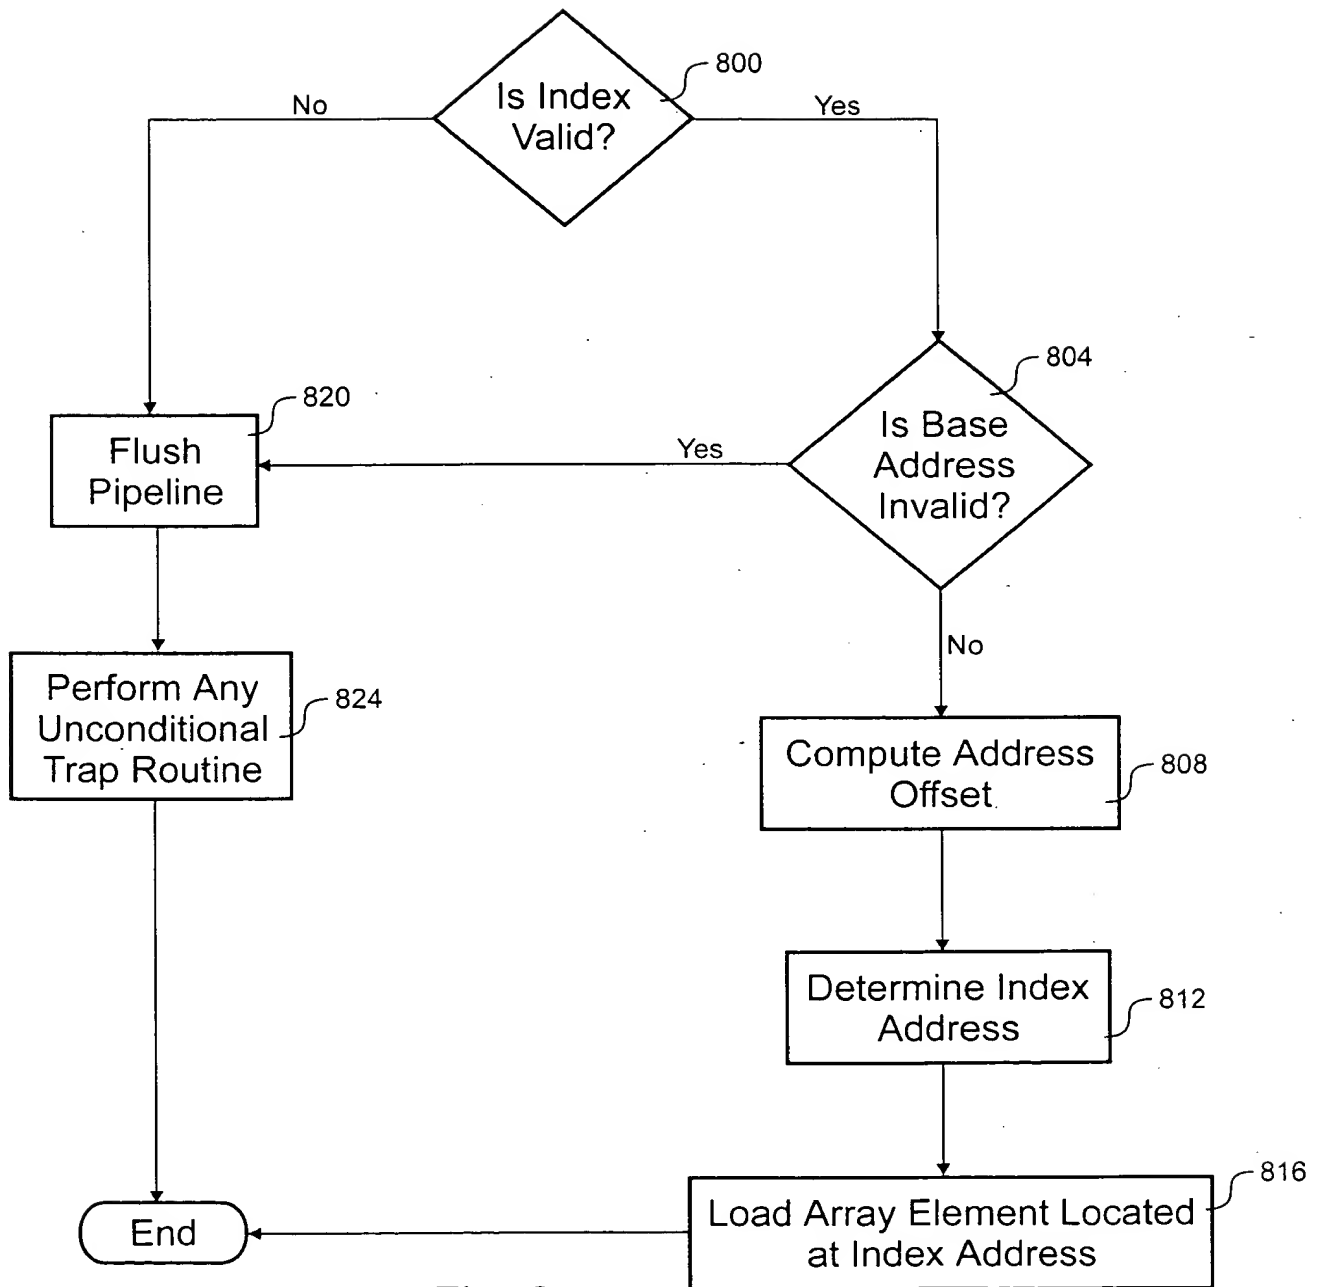 800
Is Index
Valid?
No
Yes
804
Is Base
Address
Invalid?
Yes
820
Flush
Pipeline
No
Perform Any
Unconditional
Trap Routine
824
Compute Address
Offset
808
Determine Index
Address
812
816
Load Array Element Located
at Index Address
End